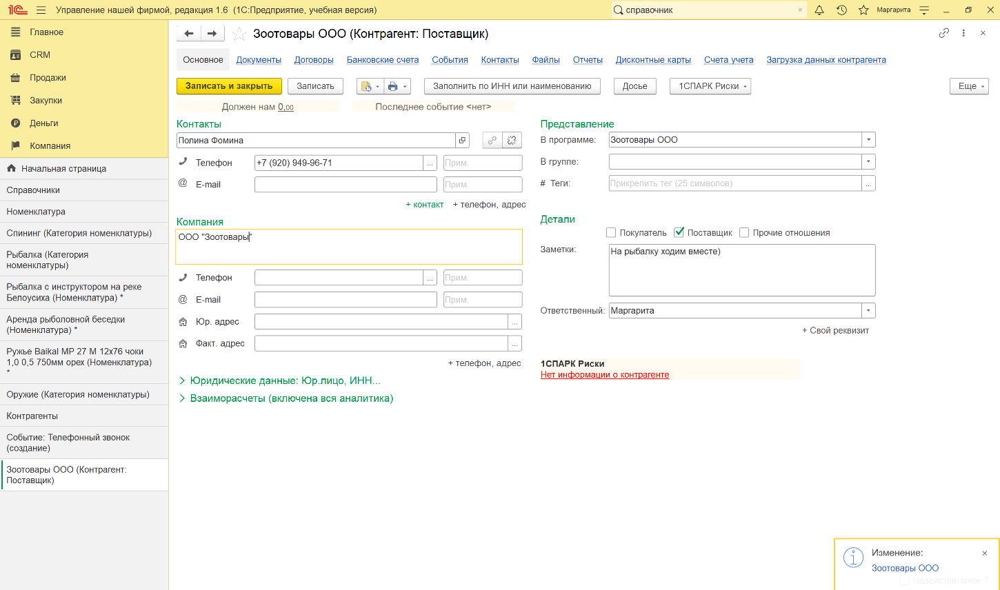 1С Управление нашей фирмой, редакция 1.6 (1С:Предприятие, учебная версия) справочник × Маргарита
Главное
CRM
Продажи
Закупки
Деньги
Компания
Начальная страница
Справочники
Номенклатура
Спининг (Категория номенклатуры)
Рыбалка (Категория
номенклатуры)
Рыбалка с инструктором на реке
Белоусиха (Номенклатура) *
Аренда рыболовной беседки
(Номенклатура) *
Ружье Baikal МР 27 М 12х76 чоки
1,0 0,5 750мм орех (Номенклатура)
*
Оружие (Категория номенклатуры)
Контрагенты
Событие: Телефонный звонок
(создание)
Зоотовары ООО (Контрагент:
Поставщик)
Зоотовары ООО (Контрагент: Поставщик)
Основное Документы Договоры Банковские счета События Контакты Файлы Отчеты Дисконтные карты Счета учета Загрузка данных контрагента
Записать и закрыть Записать Заполнить по ИНН или наименованию Досье 1СПАРК Риски Еще
Должен нам 0,00 Последнее событие <нет>
Контакты
Полина Фомина
Телефон +7 (920) 949-96-71 ... Прим.
@ E-mail Прим.
+ контакт + телефон, адрес
Компания
ООО "Зоотовары"
Телефон ... Прим.
@ E-mail Прим.
Юр. адрес ...
Факт. адрес ...
+ телефон, адрес
Юридические данные: Юр.лицо, ИНН...
Взаиморасчеты (включена вся аналитика)
Представление
В программе: Зоотовары ООО
В группе:
# Теги: Прикрепить тег (25 символов) ...
Детали
Покупатель Поставщик Прочие отношения
Заметки: На рыбалку ходим вместе)
Ответственный: Маргарита
+ Свой реквизит
1СПАРК Риски
Нет информации о контрагенте
Изменение:
Зоотовары ООО
Недействителен ?